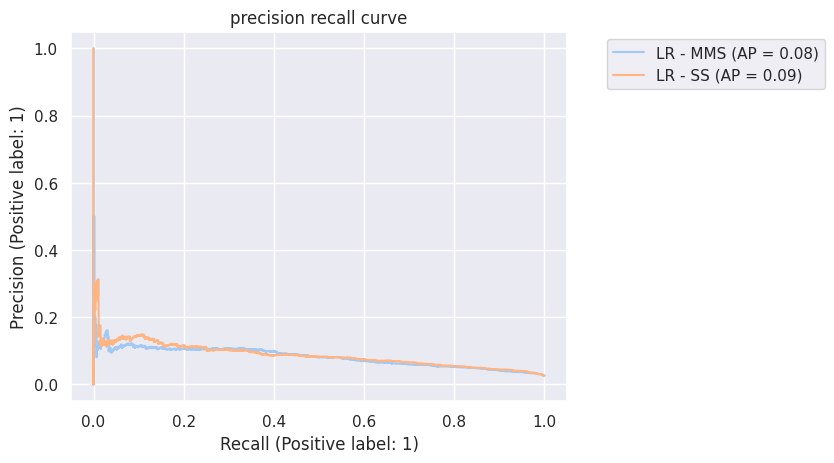 precision recall curve
LR - MMS (AP = 0.08)
LR - SS (AP = 0.09)
Precision (Positive label: 1)
1.0
0.8
0.6
0.4
0.2
0.0
0.0 0.2 0.4 0.6 0.8 1.0
Recall (Positive label: 1)